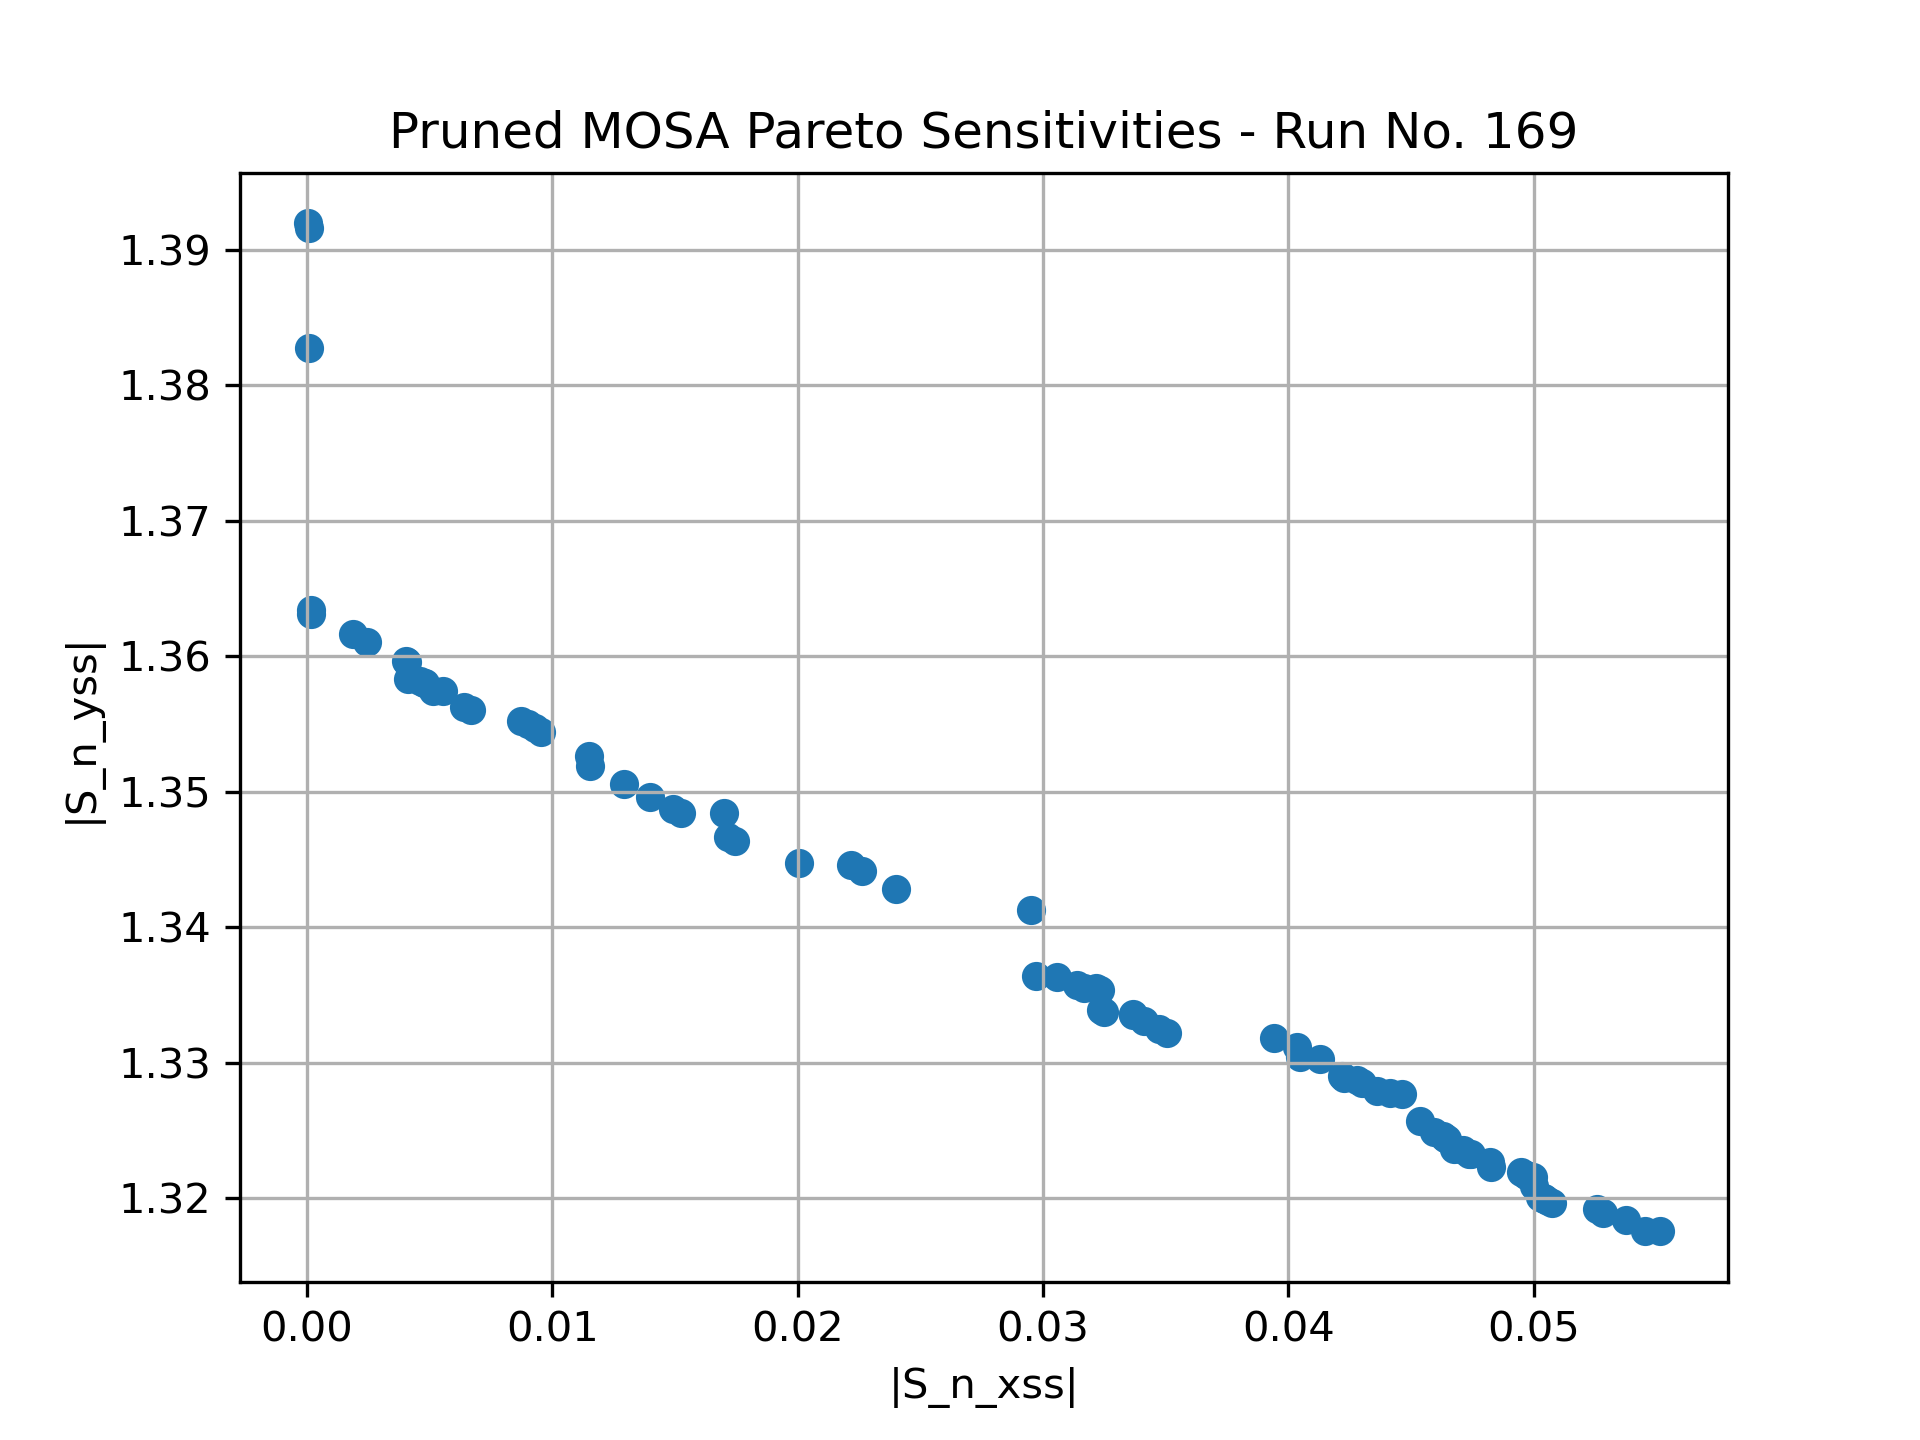 Pruned MOSA Pareto Sensitivities - Run No. 169
|S_n_yss|
1.39
1.38
1.37
1.36
1.35
1.34
1.33
1.32
0.00 0.01 0.02 0.03 0.04 0.05
|S_n_xss|